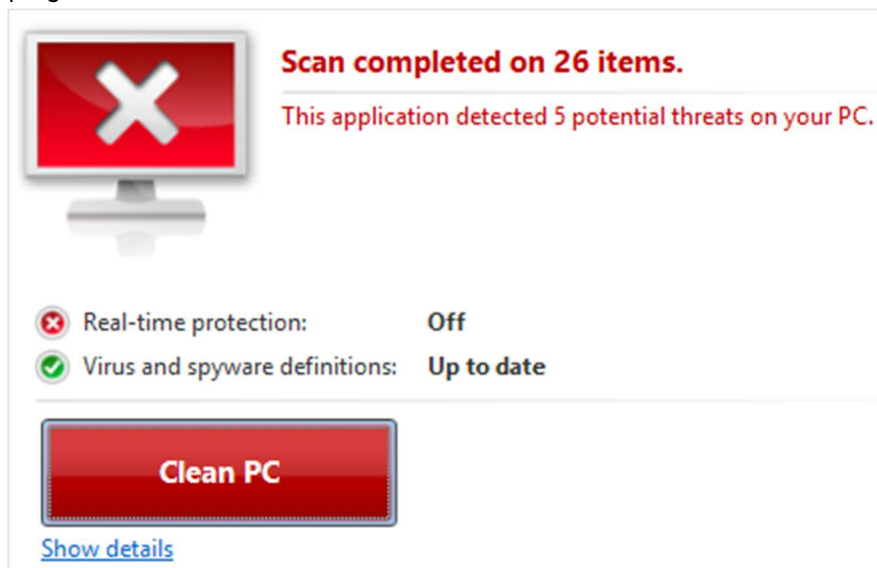 Scan completed on 26 items.
This application detected 5 potential threats on your PC.
Real-time protection: Off
Virus and spyware definitions: Up to date
Clean PC
Show details